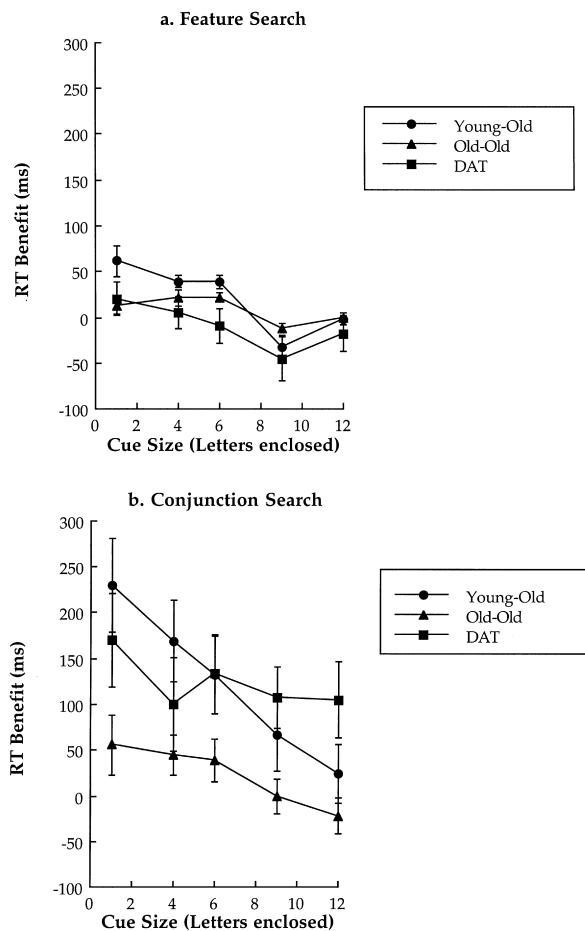 a. Feature Search
300
250
200
150
100
50
0
-50
-100
RT Benefit (ms)
0 2 4 6 8 10 12
Cue Size (Letters enclosed)
Young-Old
Old-Old
DAT
b. Conjunction Search
300
250
200
150
100
50
0
-50
-100
RT Benefit (ms)
0 2 4 6 8 10 12
Cue Size (Letters enclosed)
Young-Old
Old-Old
DAT